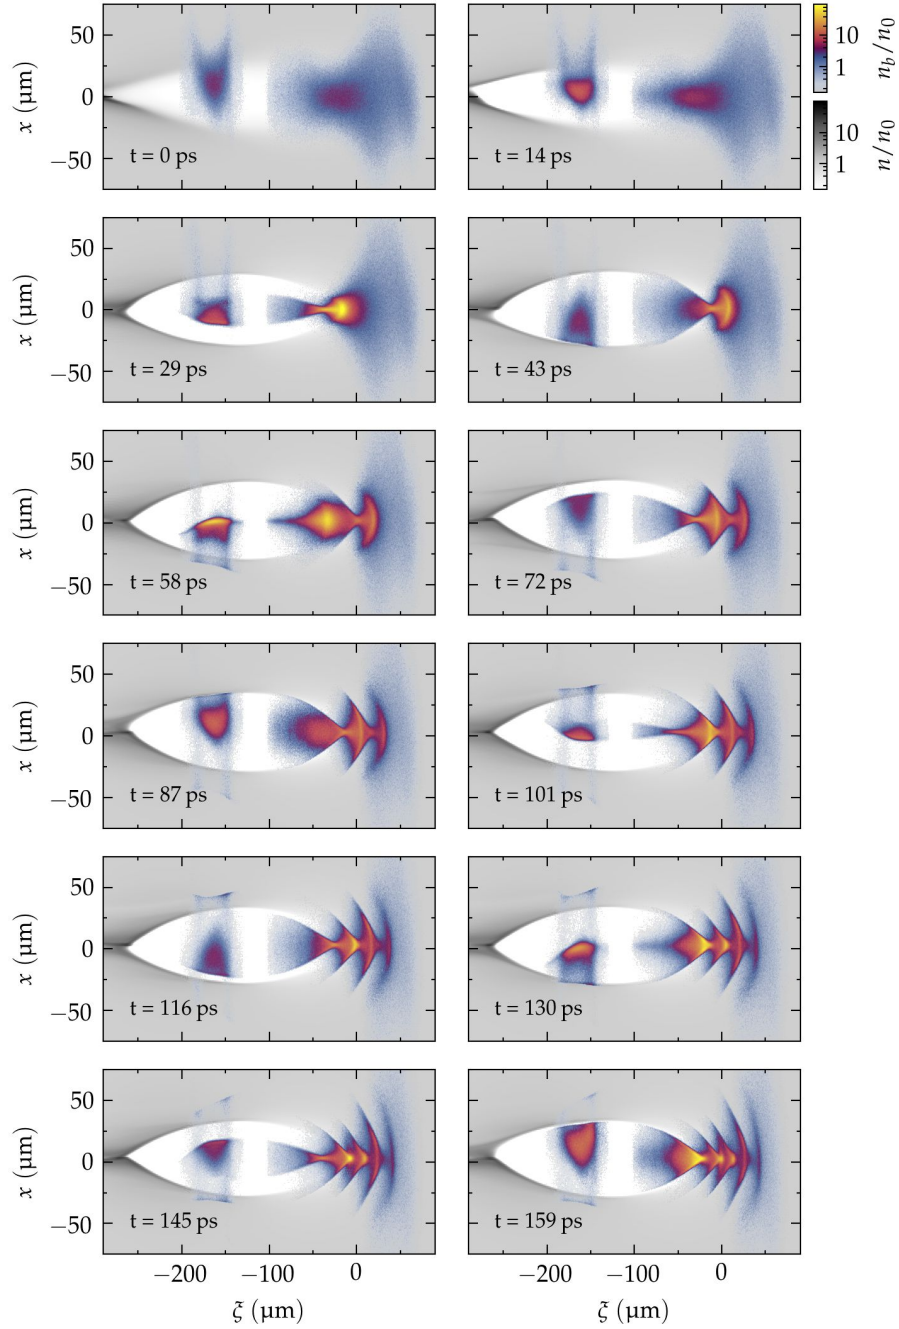 50
0
−50
x (µm)
t = 0 ps
t = 14 ps
10
1
n_b/n_0
10
1
n/n_0
50
0
−50
x (µm)
t = 29 ps
t = 43 ps
50
0
−50
x (µm)
t = 58 ps
t = 72 ps
50
0
−50
x (µm)
t = 87 ps
t = 101 ps
50
0
−50
x (µm)
t = 116 ps
t = 130 ps
50
0
−50
x (µm)
t = 145 ps
t = 159 ps
−200 −100 0
−200 −100 0
ξ (µm)
ξ (µm)